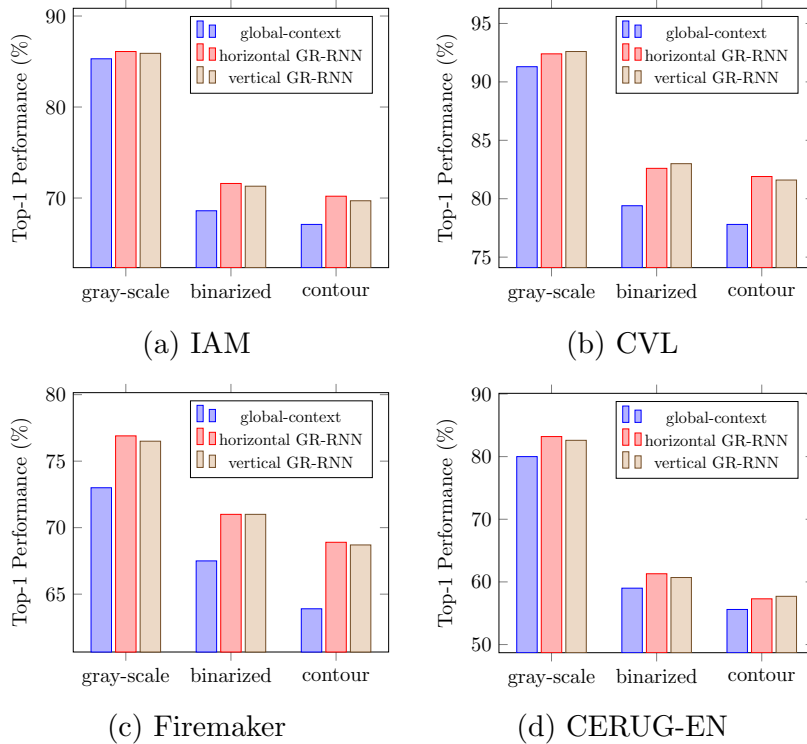 90
80
70
Top-1 Performance (%)
global-context
horizontal GR-RNN
vertical GR-RNN
gray-scale binarized contour
(a) IAM
95
90
85
80
75
Top-1 Performance (%)
global-context
horizontal GR-RNN
vertical GR-RNN
gray-scale binarized contour
(b) CVL
80
75
70
65
Top-1 Performance (%)
global-context
horizontal GR-RNN
vertical GR-RNN
gray-scale binarized contour
(c) Firemaker
90
80
70
60
50
Top-1 Performance (%)
global-context
horizontal GR-RNN
vertical GR-RNN
gray-scale binarized contour
(d) CERUG-EN